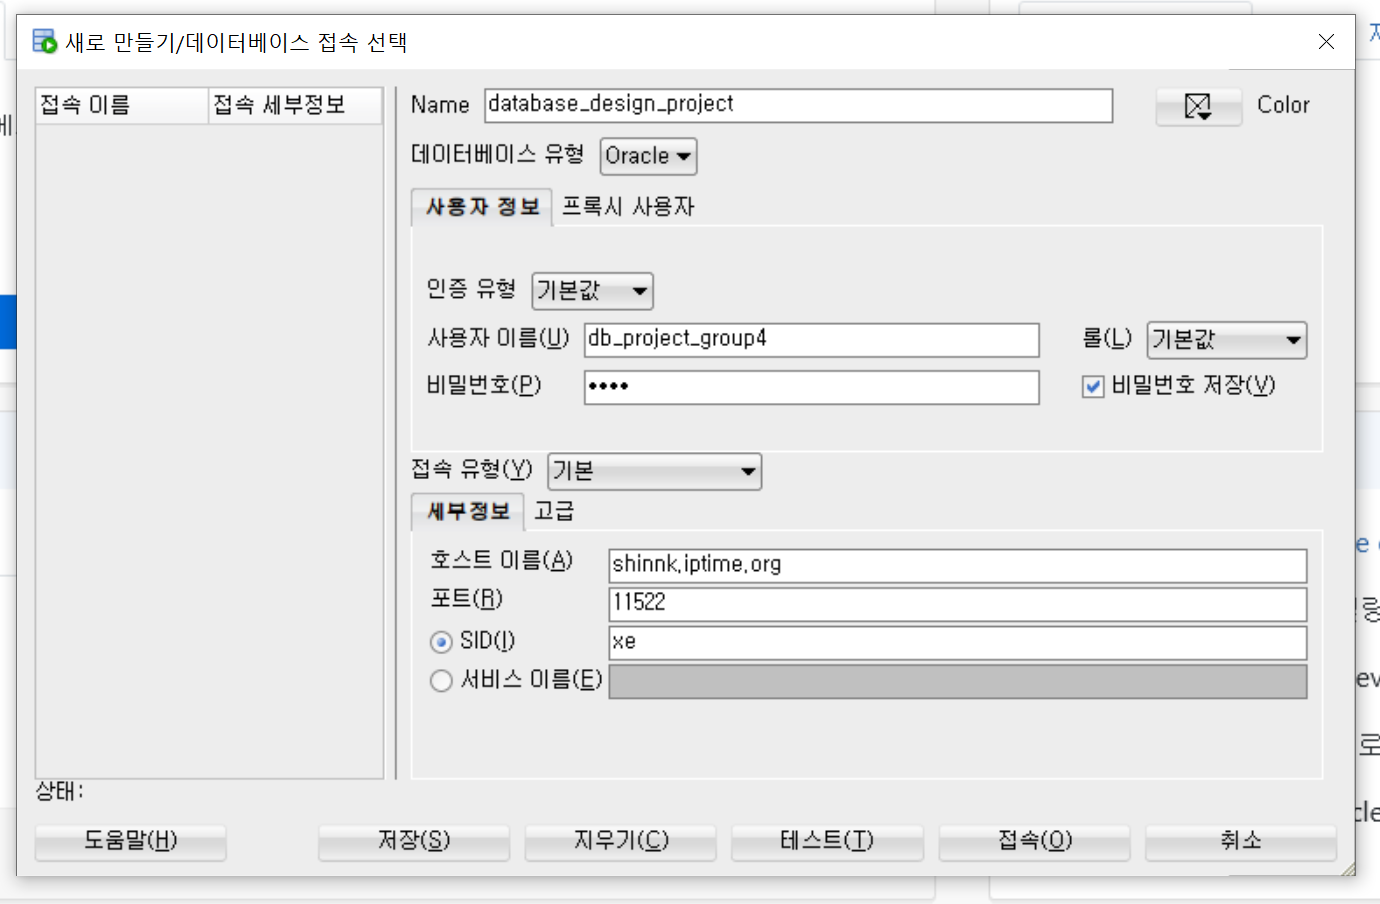 새로 만들기/데이터베이스 접속 선택
접속 이름 접속 세부정보
Name database_design_project Color
데이터베이스 유형 Oracle
사용자 정보 프록시 사용자
인증 유형 기본값
사용자 이름(U) db_project_group4 롤(L) 기본값
비밀번호(P) •••• 비밀번호 저장(V)
접속 유형(Y) 기본
세부정보 고급
호스트 이름(A) shinnk.iptime.org
포트(R) 11522
SID(I) xe
서비스 이름(E)
상태:
도움말(H) 저장(S) 지우기(C) 테스트(T) 접속(O) 취소